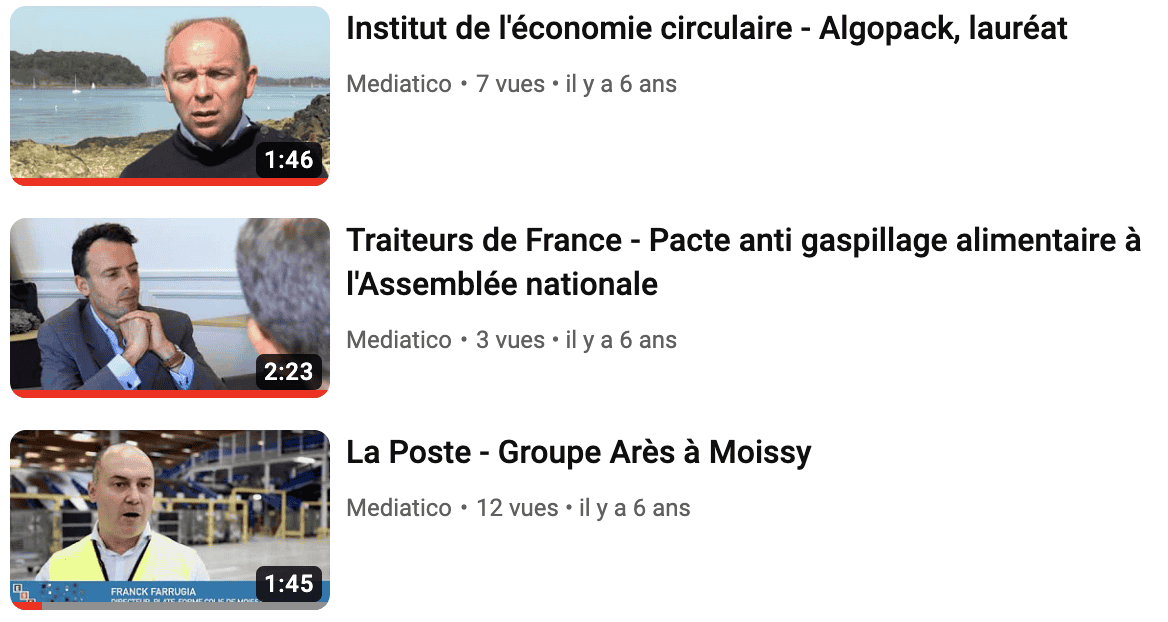 Institut de l'économie circulaire - Algopack, lauréat
Mediatico • 7 vues • il y a 6 ans
1:46
Traiteurs de France - Pacte anti gaspillage alimentaire à
l'Assemblée nationale
Mediatico • 3 vues • il y a 6 ans
2:23
La Poste - Groupe Arès à Moissy
Mediatico • 12 vues • il y a 6 ans
FRANCK FARRUGIA
DIRECTEUR PLATE-FORME COLIS DE MOISS
1:45